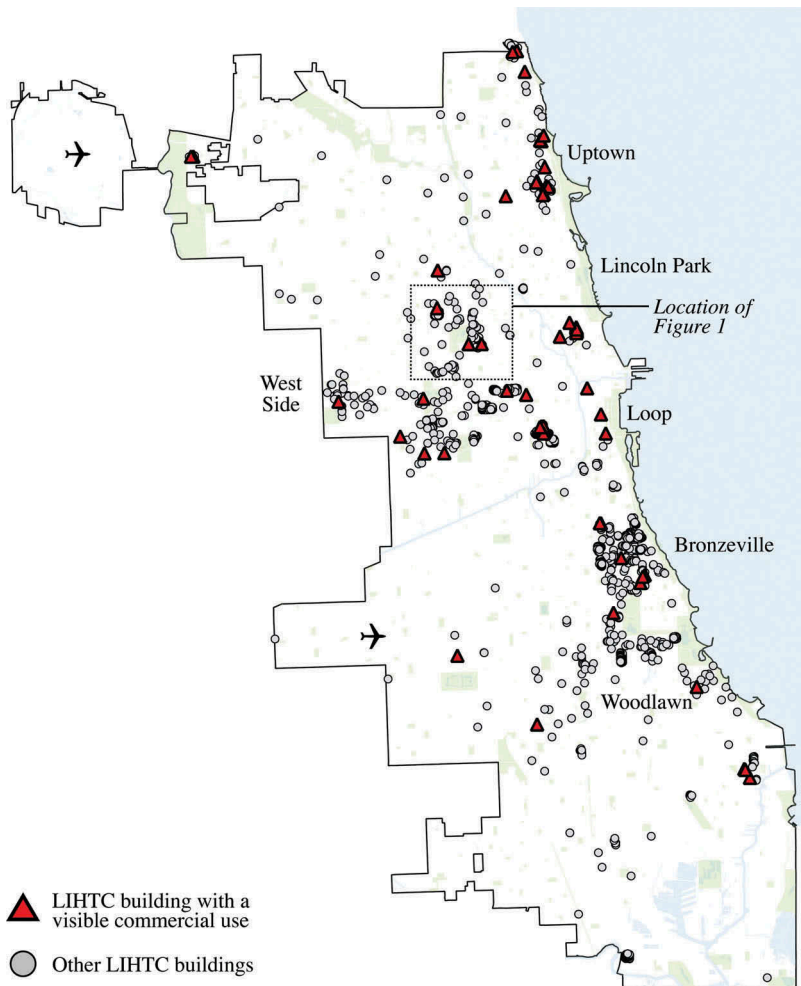 Uptown
Lincoln Park
Location of
Figure 1
West
Side
Loop
Bronzeville
Woodlawn
LIHTC building with a
visible commercial use
Other LIHTC buildings